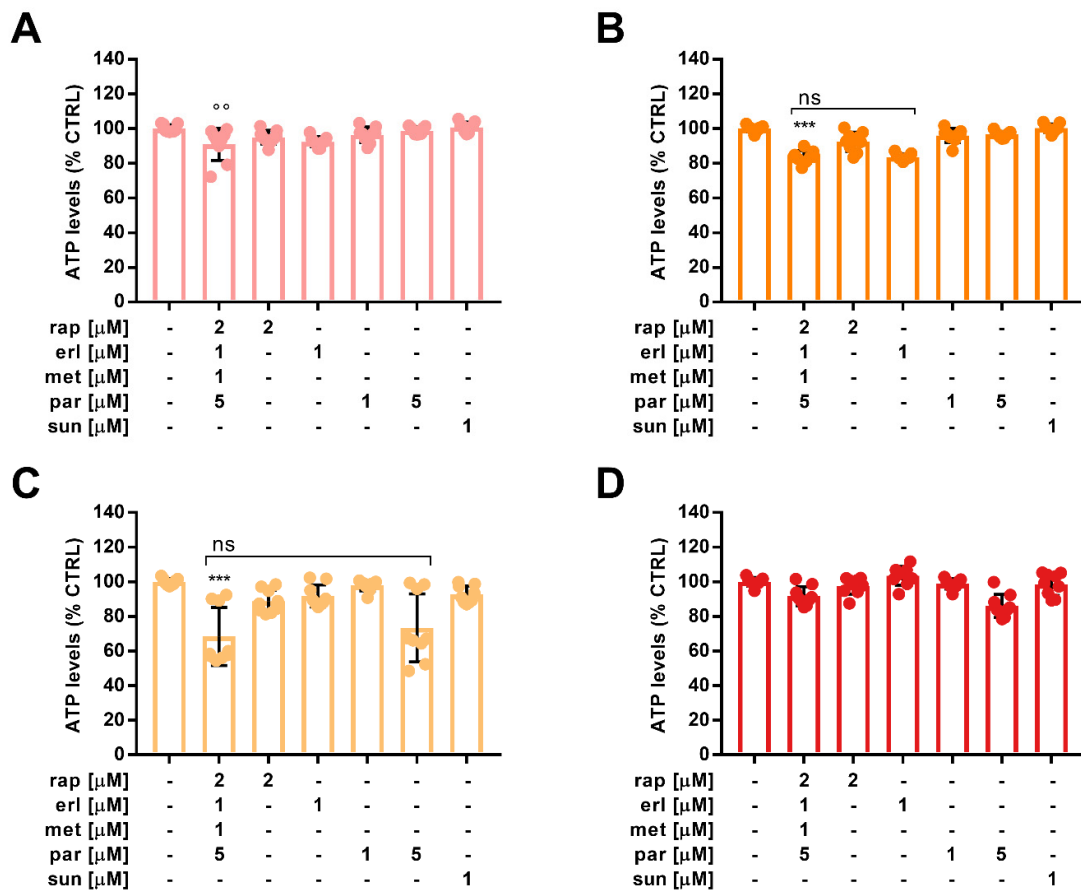 A
ATP levels (% CTRL)
140
120
100
80
60
40
20
0
°°
rap [μM] - 2 2 - - - -
erl [μM] - 1 - 1 - - -
met [μM] - 1 - - - - -
par [μM] - 5 - - 1 5 -
sun [μM] - - - - - - 1
B
ATP levels (% CTRL)
140
120
100
80
60
40
20
0
ns
***
rap [μM] - 2 2 - - - -
erl [μM] - 1 - 1 - - -
met [μM] - 1 - - - - -
par [μM] - 5 - - 1 5 -
sun [μM] - - - - - - 1
C
ATP levels (% CTRL)
140
120
100
80
60
40
20
0
ns
***
rap [μM] - 2 2 - - - -
erl [μM] - 1 - 1 - - -
met [μM] - 1 - - - - -
par [μM] - 5 - - 1 5 -
sun [μM] - - - - - - 1
D
ATP levels (% CTRL)
140
120
100
80
60
40
20
0
rap [μM] - 2 2 - - - -
erl [μM] - 1 - 1 - - -
met [μM] - 1 - - - - -
par [μM] - 5 - - 1 5 -
sun [μM] - - - - - - 1